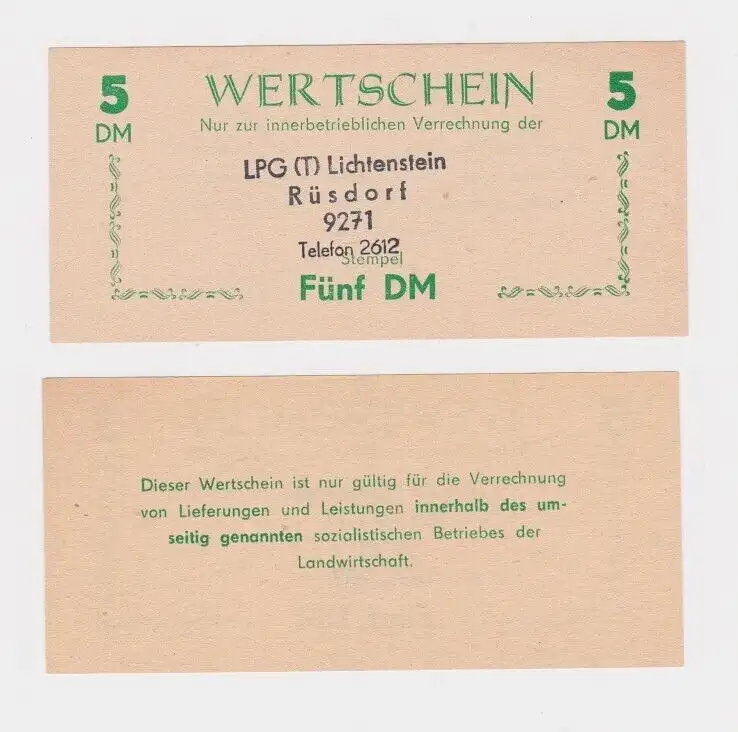 5 WERTSCHEIN 5
DM Nur zur innerbetrieblichen Verrechnung der DM
LPG (T) Lichtenstein
Rüsdorf
9271
Telefon 2612
Stempel
Fünf DM
Dieser Wertschein ist nur gültig für die Verrechnung
von Lieferungen und Leistungen innerhalb des um-
seitig genannten sozialistischen Betriebes der
Landwirtschaft.